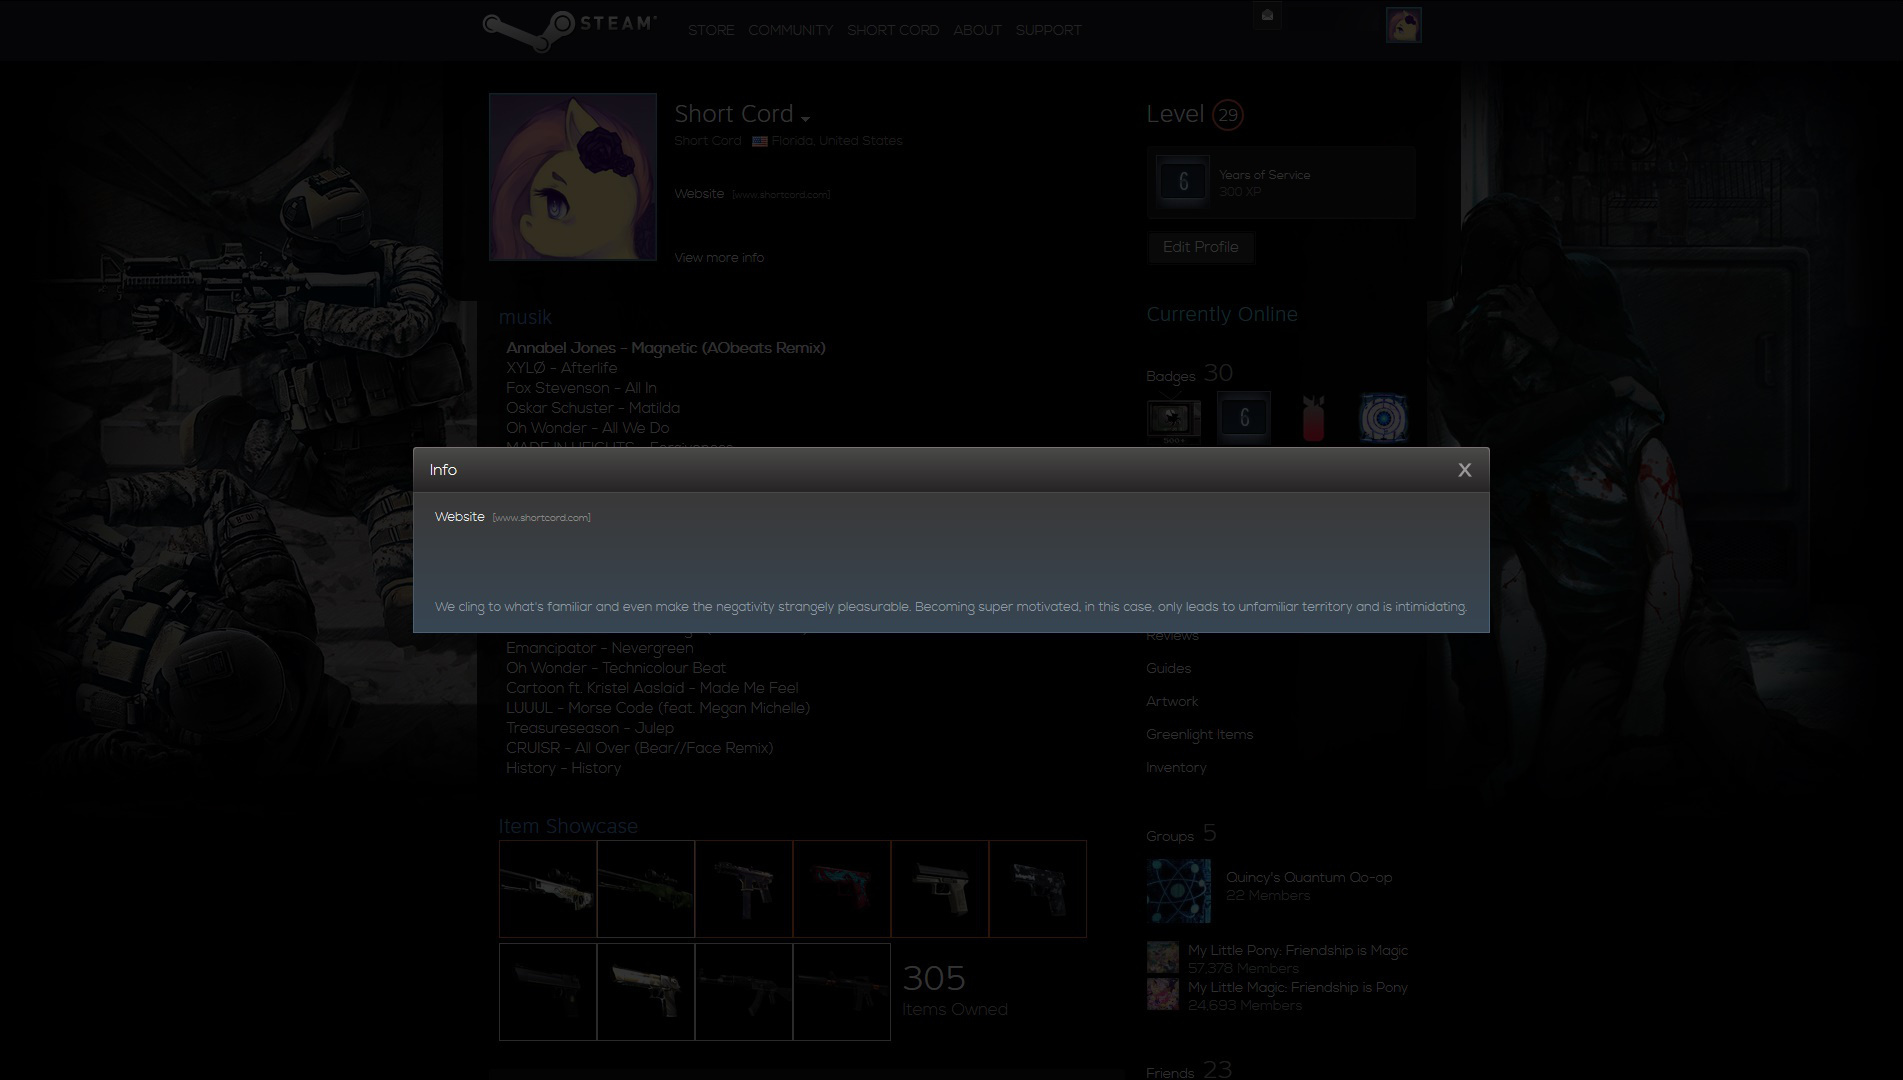 STEAM
STORE COMMUNITY SHORT CORD ABOUT SUPPORT
Short Cord
Short Cord Florida, United States
Website [www.shortcord.com]
View more info
Level 29
6
Years of Service
300 XP
Edit Profile
musik
Annabel Jones - Magnetic (AObeats Remix)
XYLØ - Afterlife
Fox Stevenson - All In
Oskar Schuster - Matilda
Oh Wonder - All We Do
MADE IN HEIGHTS - Forgiveness
Currently Online
Badges 30
500+
6
Info
X
Website [www.shortcord.com]
We cling to what's familiar and even make the negativity strangely pleasurable. Becoming super motivated, in this case, only leads to unfamiliar territory and is intimidating.
Emancipator - Nevergreen
Oh Wonder - Technicolour Beat
Cartoon ft. Kristel Aaslaid - Made Me Feel
LUUUL - Morse Code (feat. Megan Michelle)
Treasureseason - Julep
CRUISR - All Over (Bear//Face Remix)
History - History
Reviews
Guides
Artwork
Greenlight Items
Inventory
Item Showcase
305
Items Owned
Groups 5
Quincy's Quantum Qo-op
22 Members
My Little Pony: Friendship is Magic
57,378 Members
My Little Magic: Friendship is Pony
24,693 Members
Friends 23